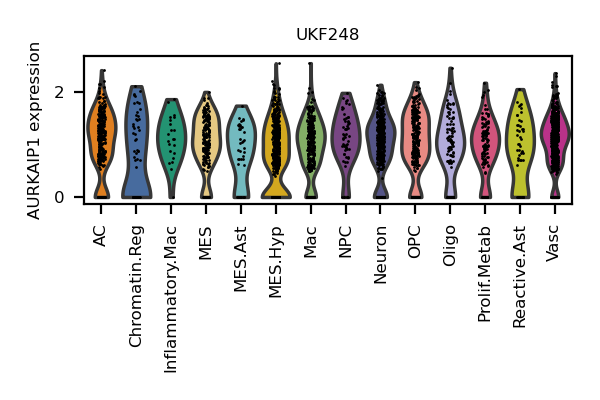 UKF248
AURKAIP1 expression
2
0
AC
Chromatin.Reg
Inflammatory.Mac
MES
MES.Ast
MES.Hyp
Mac
NPC
Neuron
OPC
Oligo
Prolif.Metab
Reactive.Ast
Vasc